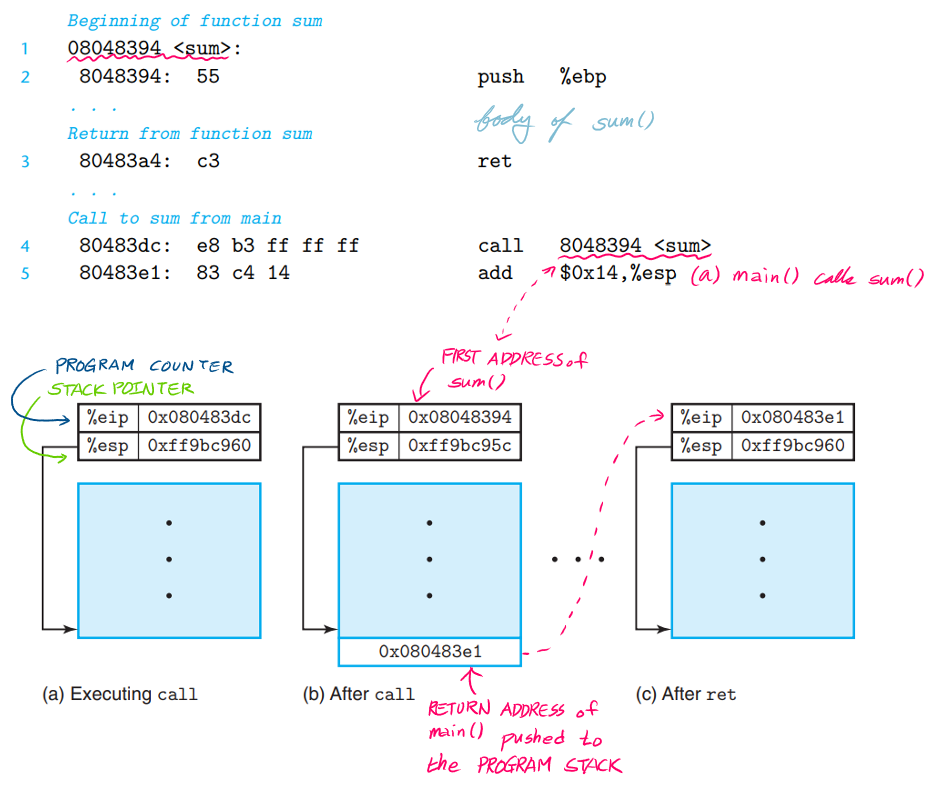 Beginning of function sum
1 08048394 <sum>:
2 8048394: 55 push %ebp
. . .
body of sum()
Return from function sum
3 80483a4: c3 ret
. . .
Call to sum from main
4 80483dc: e8 b3 ff ff ff call 8048394 <sum>
5 80483e1: 83 c4 14 add $0x14,%esp (a) main() calls sum()
PROGRAM COUNTER
STACK POINTER
FIRST ADDRESS of
sum()
%eip 0x080483dc
%esp 0xff9bc960
%eip 0x08048394
%esp 0xff9bc95c
%eip 0x080483e1
%esp 0xff9bc960
0x080483e1
(a) Executing call
(b) After call
(c) After ret
RETURN ADDRESS of
main() pushed to
the PROGRAM STACK